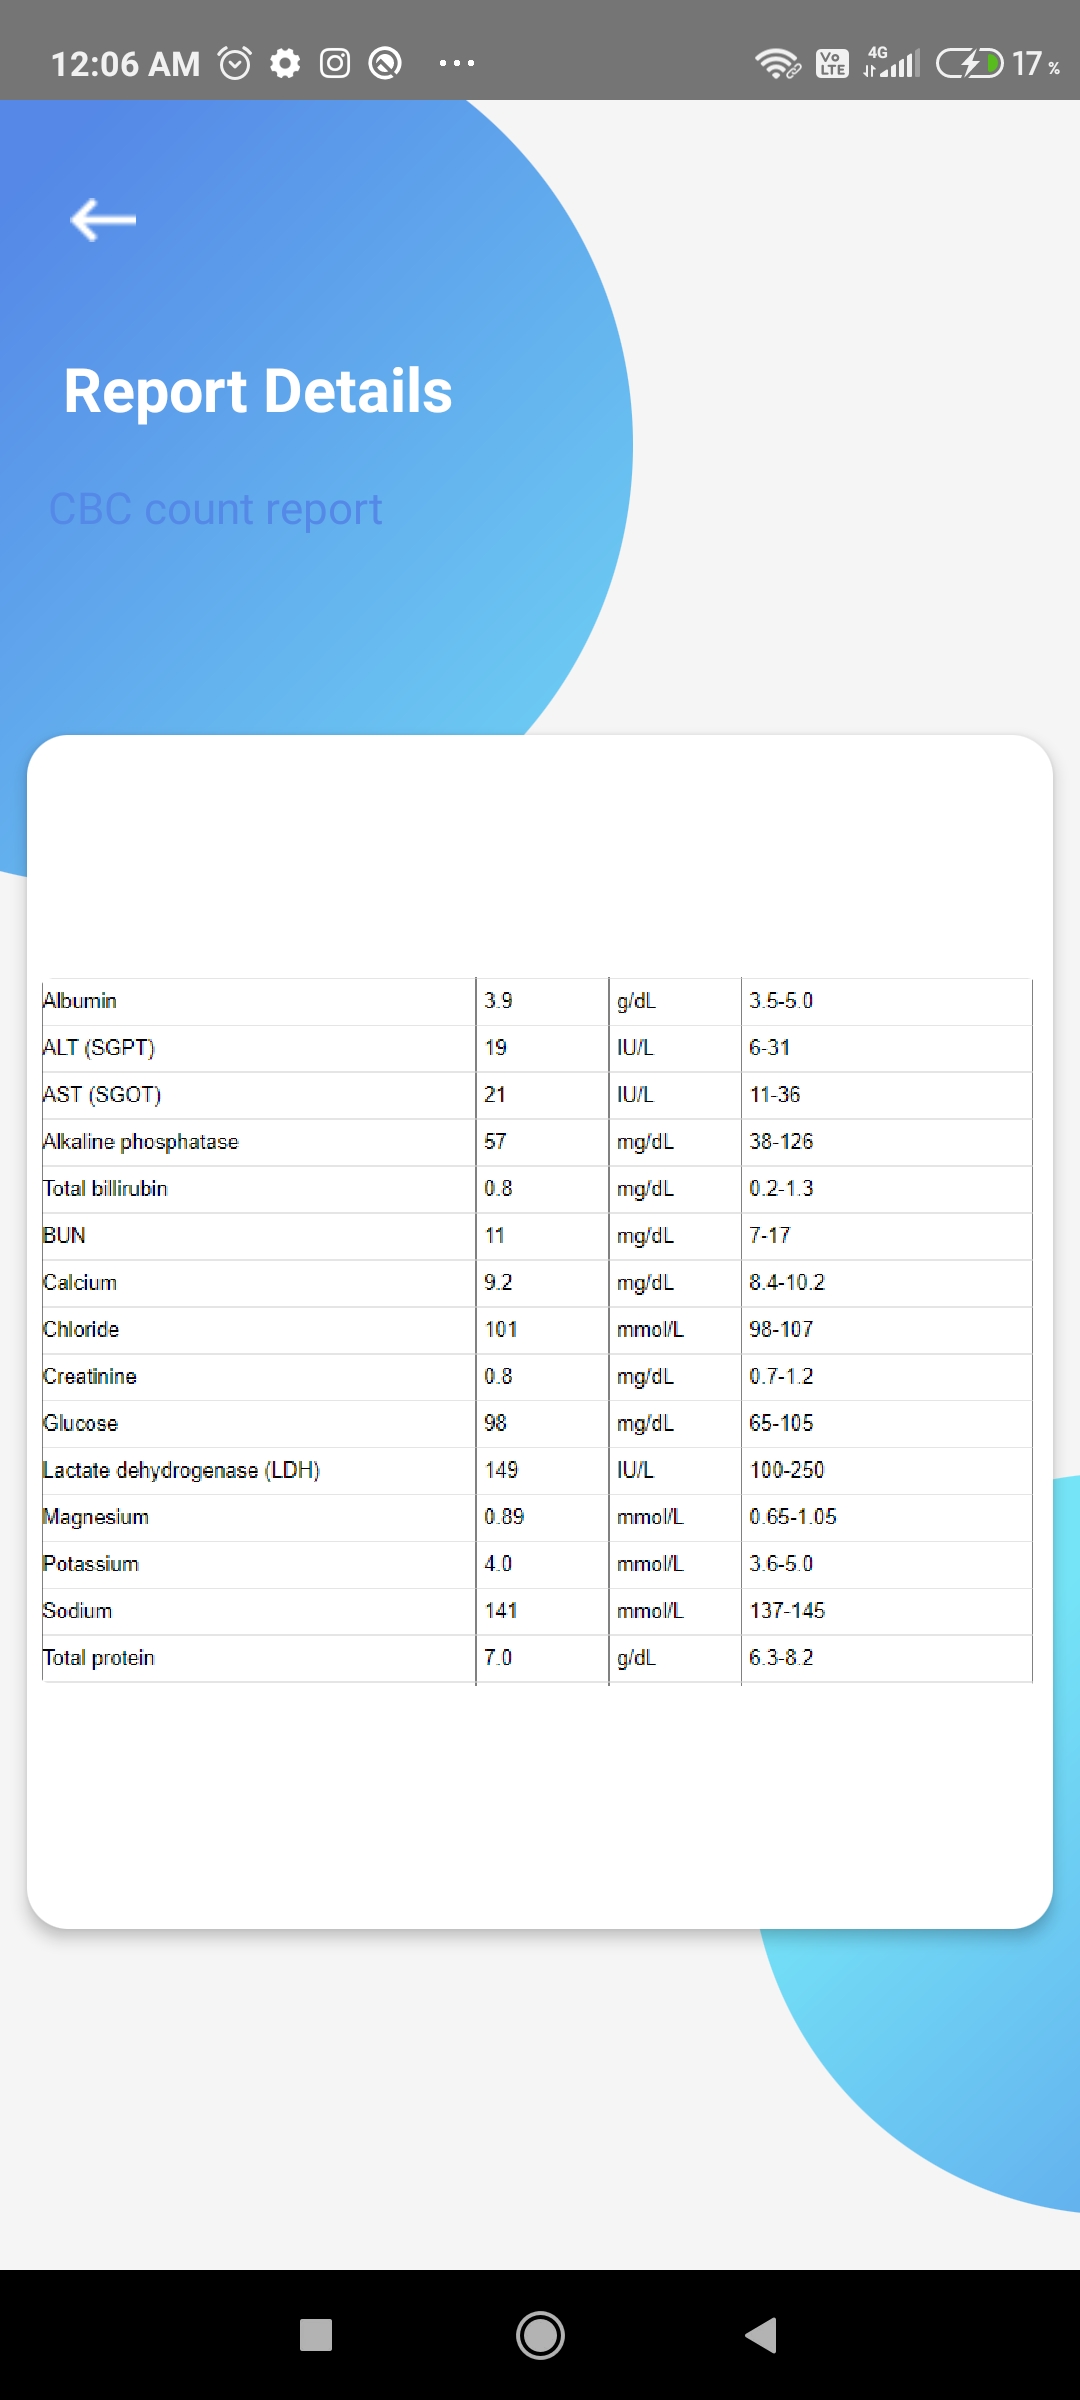 12:06 AM 4G Vo LTE 17 %
Report Details
CBC count report
Albumin 3.9 g/dL 3.5-5.0
ALT (SGPT) 19 IU/L 6-31
AST (SGOT) 21 IU/L 11-36
Alkaline phosphatase 57 mg/dL 38-126
Total billirubin 0.8 mg/dL 0.2-1.3
BUN 11 mg/dL 7-17
Calcium 9.2 mg/dL 8.4-10.2
Chloride 101 mmol/L 98-107
Creatinine 0.8 mg/dL 0.7-1.2
Glucose 98 mg/dL 65-105
Lactate dehydrogenase (LDH) 149 IU/L 100-250
Magnesium 0.89 mmol/L 0.65-1.05
Potassium 4.0 mmol/L 3.6-5.0
Sodium 141 mmol/L 137-145
Total protein 7.0 g/dL 6.3-8.2